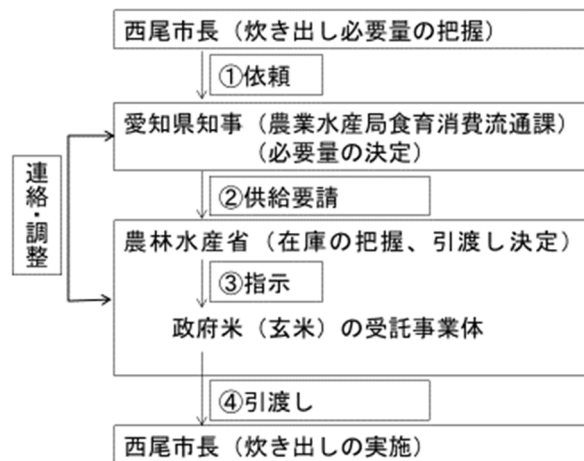 西尾市長（炊き出し必要量の把握）
①依頼
愛知県知事（農業水産局食育消費流通課）
（必要量の決定）
連絡・調整
②供給要請
農林水産省（在庫の把握、引渡し決定）
③指示
政府米（玄米）の受託事業体
④引渡し
西尾市長（炊き出しの実施）